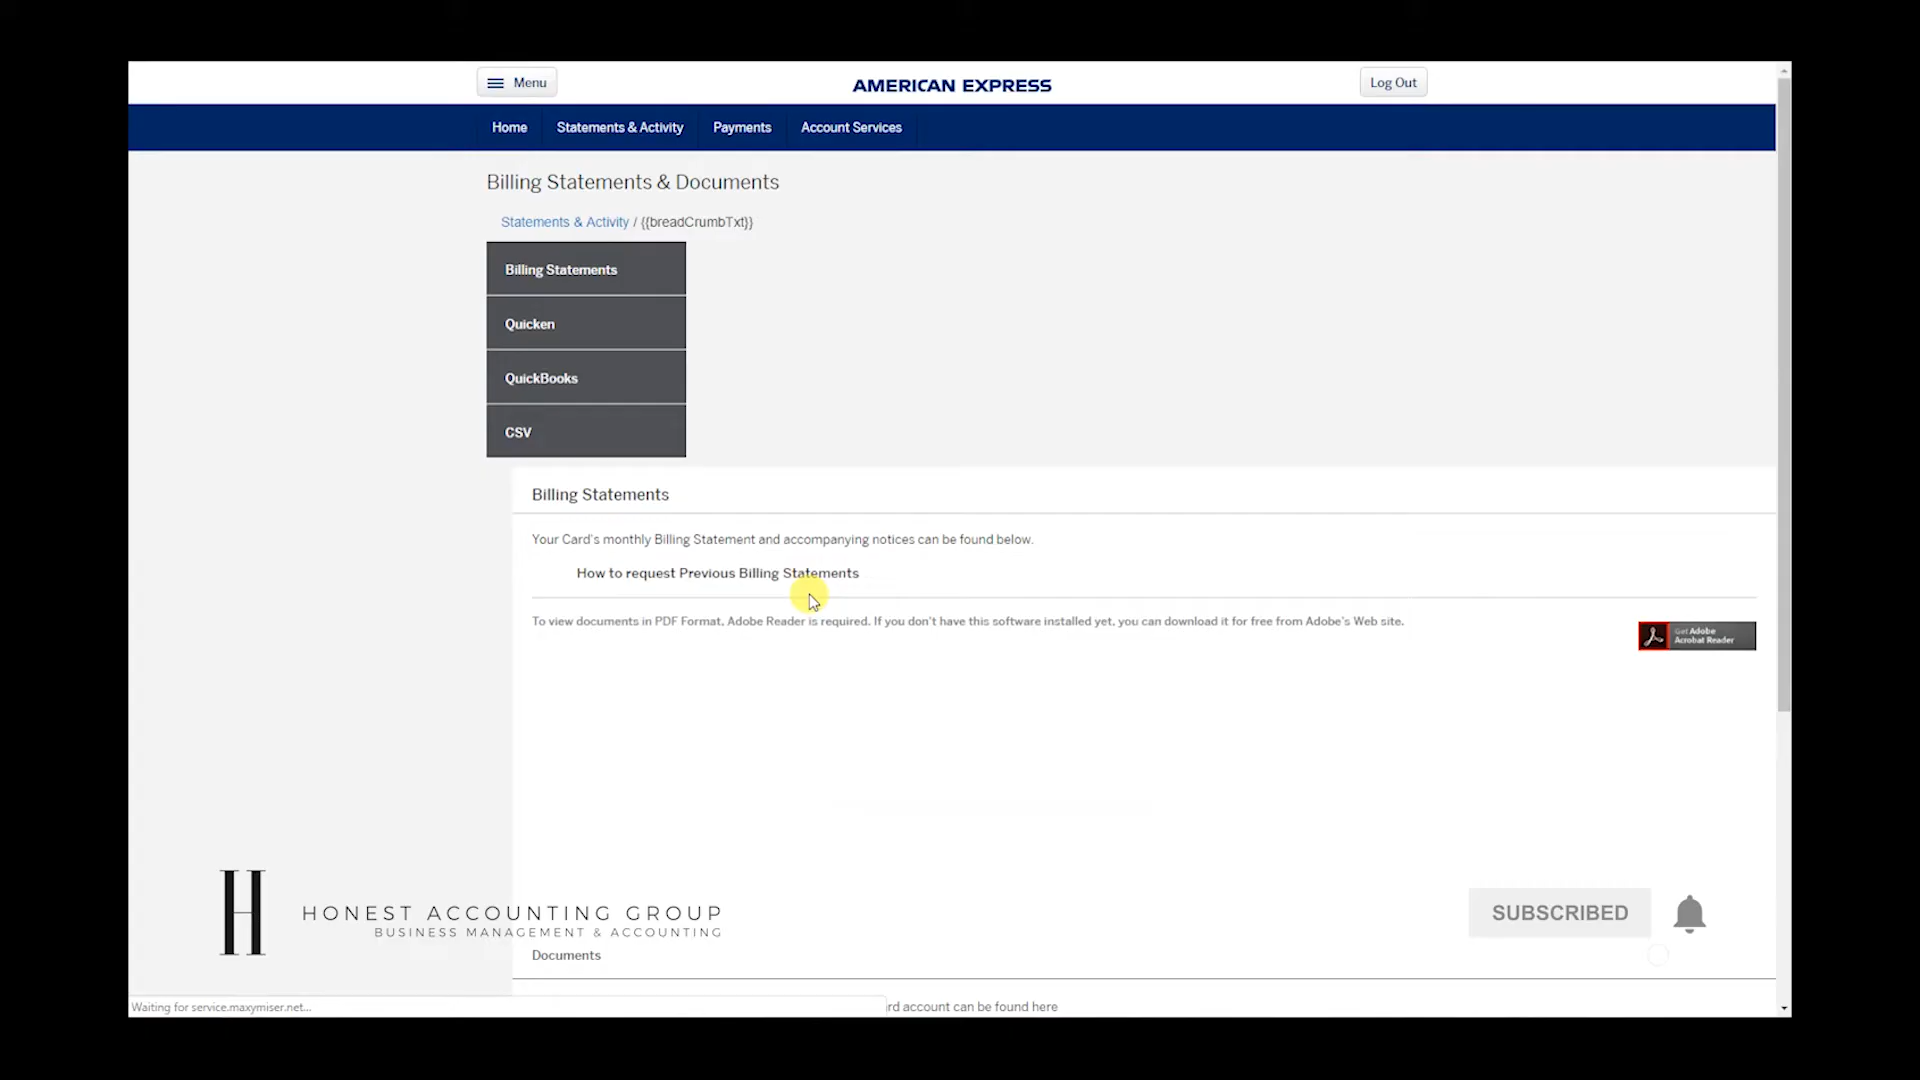 Menu
AMERICAN EXPRESS
Log Out
Home Statements & Activity Payments Account Services
Billing Statements & Documents
Statements & Activity / {{breadCrumbTxt}}
Billing Statements
Quicken
QuickBooks
CSV
Billing Statements
Your Card's monthly Billing Statement and accompanying notices can be found below.
How to request Previous Billing Statements
To view documents in PDF Format, Adobe Reader is required. If you don't have this software installed yet, you can download it for free from Adobe's Web site.
Get Adobe
Acrobat Reader
H
HONEST ACCOUNTING GROUP
BUSINESS MANAGEMENT & ACCOUNTING
SUBSCRIBED
Documents
Waiting for service.maxymiser.net...
rd account can be found here